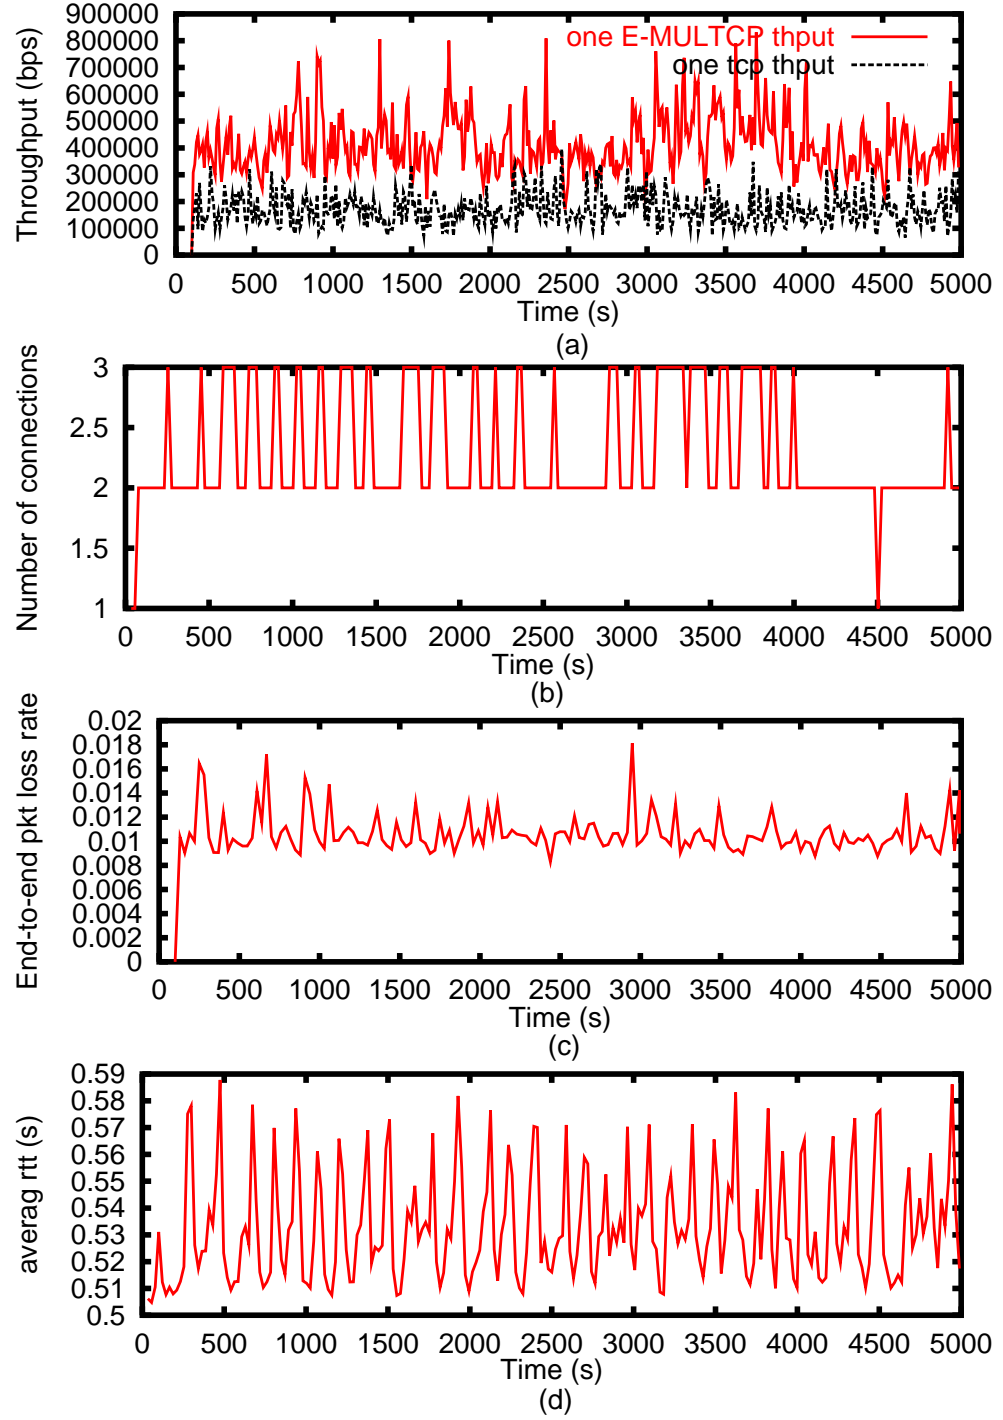 900000
800000
700000
600000
500000
400000
300000
200000
100000
0
Throughput (bps)
one E-MULTCP thput
one tcp thput
0 500 1000 1500 2000 2500 3000 3500 4000 4500 5000
Time (s)
(a)
3
2.5
2
1.5
1
Number of connections
0 500 1000 1500 2000 2500 3000 3500 4000 4500 5000
Time (s)
(b)
0.02
0.018
0.016
0.014
0.012
0.01
0.008
0.006
0.004
0.002
0
End-to-end pkt loss rate
0 500 1000 1500 2000 2500 3000 3500 4000 4500 5000
Time (s)
(c)
0.59
0.58
0.57
0.56
0.55
0.54
0.53
0.52
0.51
0.5
averag rtt (s)
0 500 1000 1500 2000 2500 3000 3500 4000 4500 5000
Time (s)
(d)